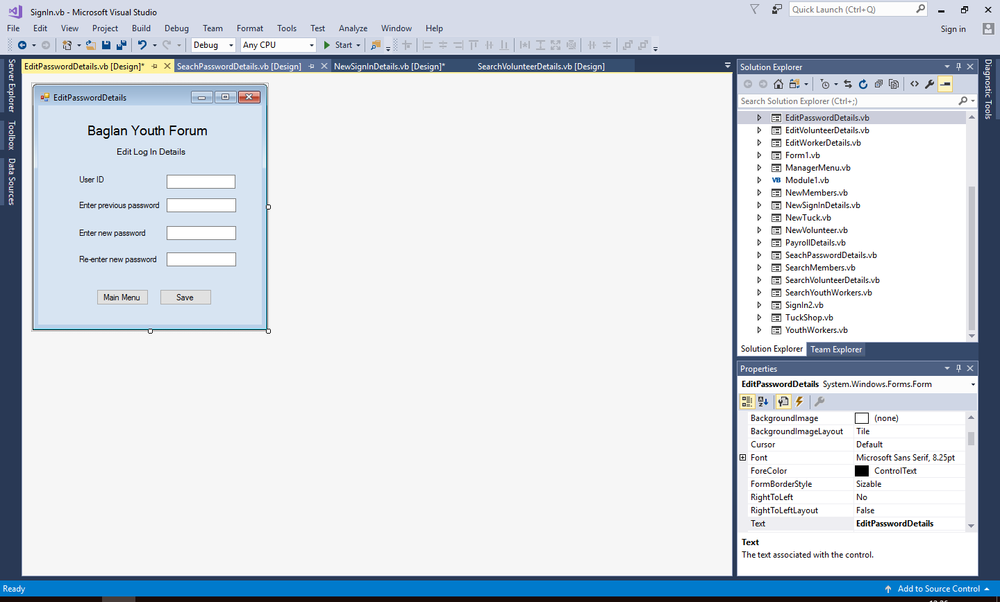 SignIn.vb - Microsoft Visual Studio
Quick Launch (Ctrl+Q)
File Edit View Project Build Debug Team Format Tools Test Analyze Window Help
Sign in
Debug Any CPU Start
EditPasswordDetails.vb [Design]* SeachPasswordDetails.vb [Design] NewSignInDetails.vb [Design]* SearchVolunteerDetails.vb [Design]
Server Explorer
Toolbox
Data Sources
EditPasswordDetails
Baglan Youth Forum
Edit Log In Details
User ID
Enter previous password
Enter new password
Re-enter new password
Main Menu Save
Solution Explorer
Search Solution Explorer (Ctrl+;)
EditPasswordDetails.vb
EditVolunteerDetails.vb
EditWorkerDetails.vb
Form1.vb
ManagerMenu.vb
VB Module1.vb
NewMembers.vb
NewSignInDetails.vb
NewTuck.vb
NewVolunteer.vb
PayrollDetails.vb
SeachPasswordDetails.vb
SearchMembers.vb
SearchVolunteerDetails.vb
SearchYouthWorkers.vb
SignIn2.vb
TuckShop.vb
YouthWorkers.vb
Solution Explorer Team Explorer
Properties
EditPasswordDetails System.Windows.Forms.Form
BackgroundImage (none)
BackgroundImageLayout Tile
Cursor Default
Font Microsoft Sans Serif, 8.25pt
ForeColor ControlText
FormBorderStyle Sizable
RightToLeft No
RightToLeftLayout False
Text EditPasswordDetails
Text
The text associated with the control.
Diagnostic Tools
Ready
Add to Source Control